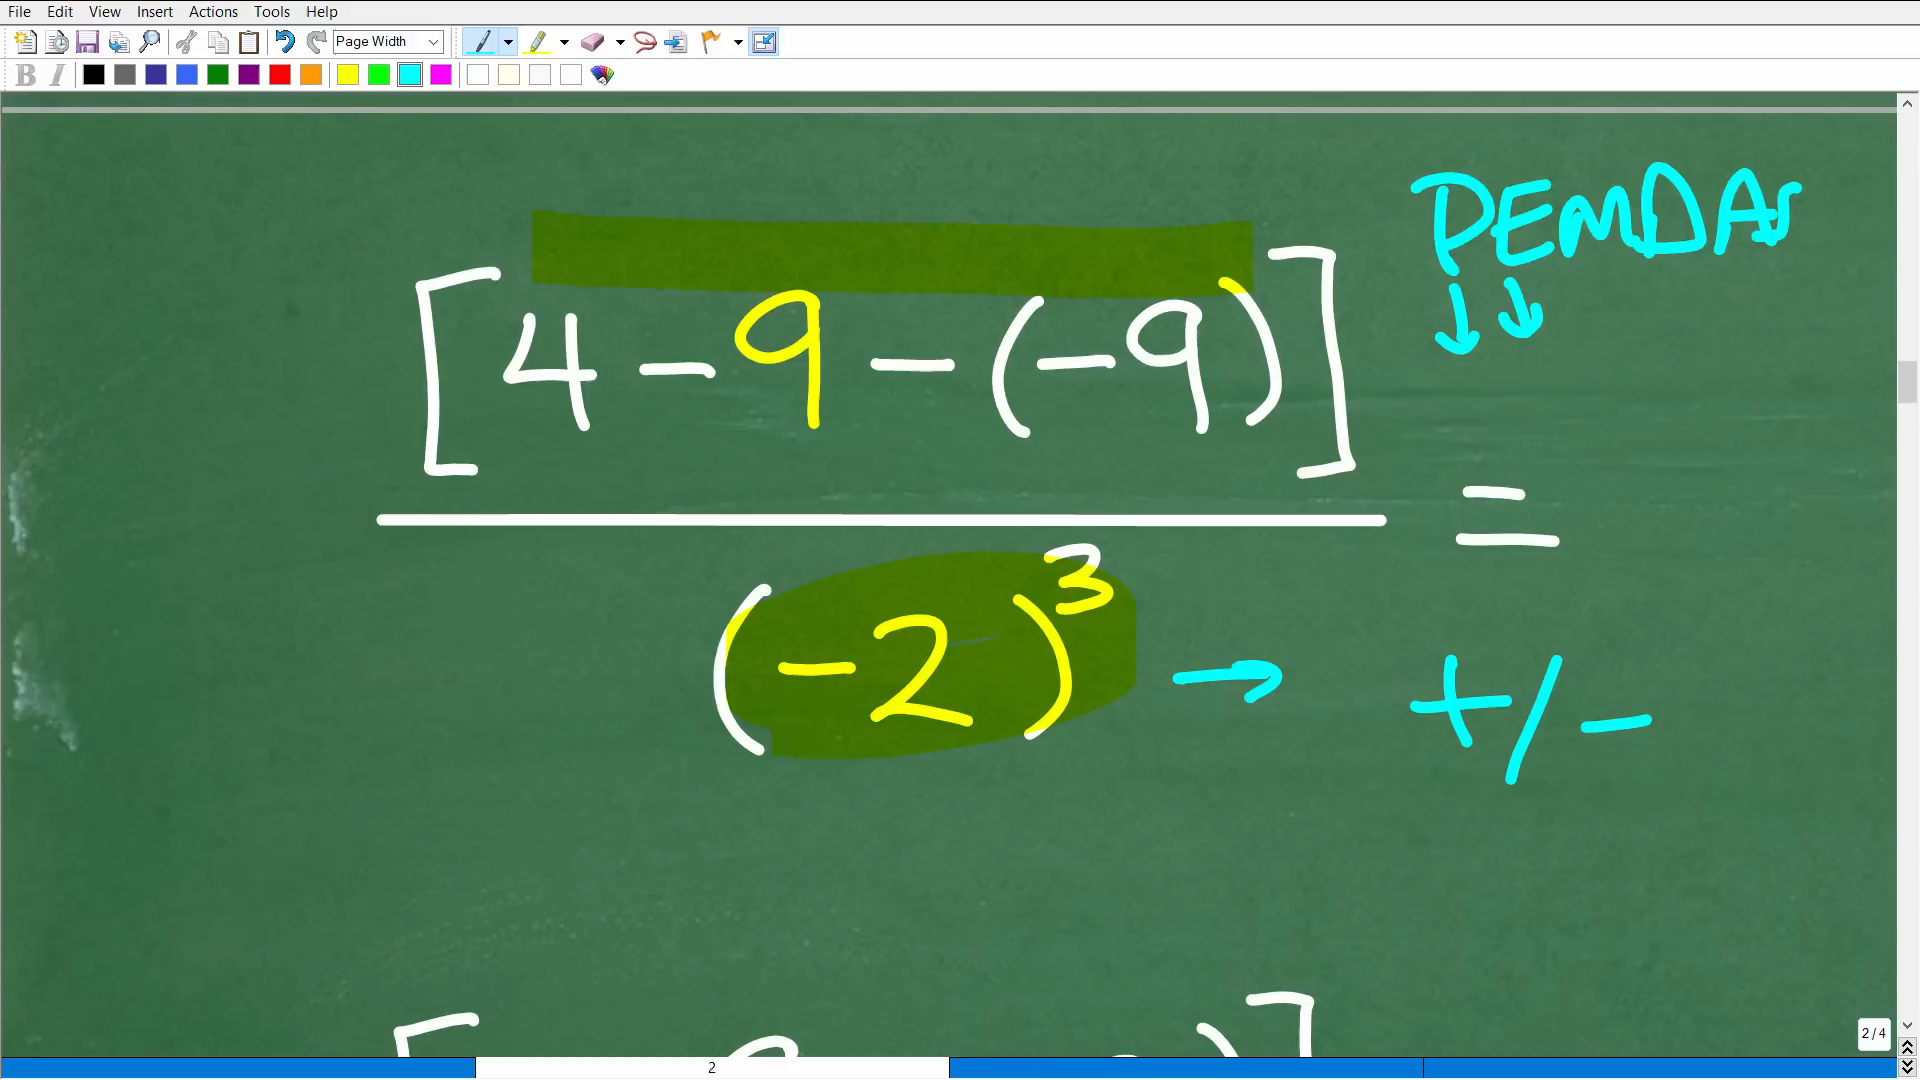 File Edit View Insert Actions Tools Help
Page Width
B I
PEMDAS
[4 - 9 - (-9)]
=
(-2)³ → +/-
2/4
2